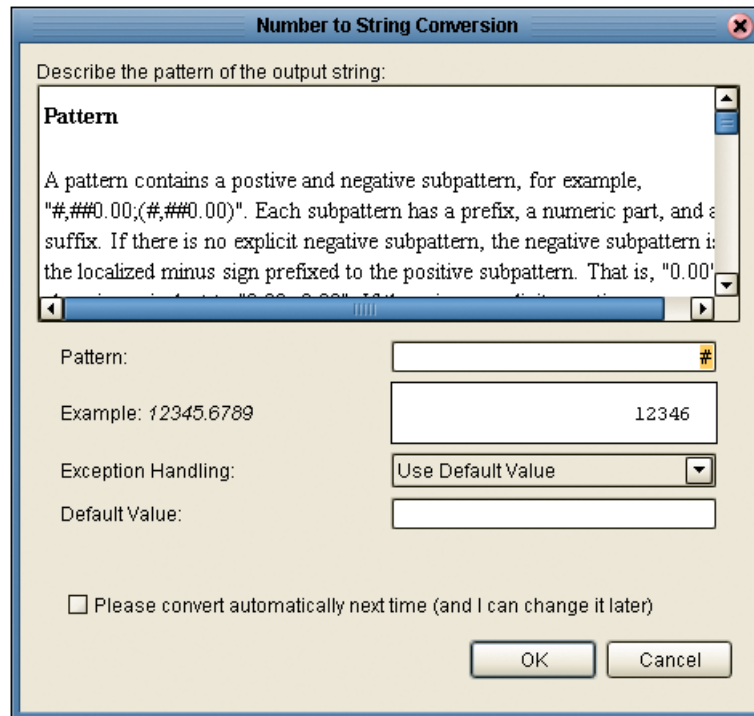 Number to String Conversion
Describe the pattern of the output string:
Pattern
A pattern contains a postive and negative subpattern, for example,
"#,##0.00;(#,##0.00)". Each subpattern has a prefix, a numeric part, and a
suffix. If there is no explicit negative subpattern, the negative subpattern is
the localized minus sign prefixed to the positive subpattern. That is, "0.00"
Pattern: #
Example: 12345.6789 12346
Exception Handling: Use Default Value
Default Value:
Please convert automatically next time (and I can change it later)
OK Cancel